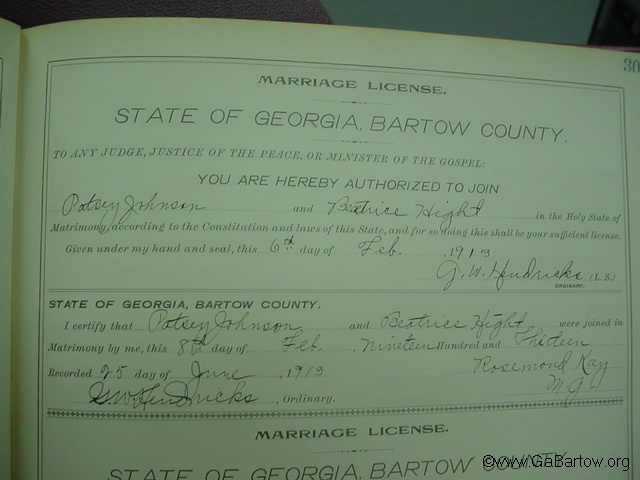 30
MARRIAGE LICENSE.
STATE OF GEORGIA, BARTOW COUNTY.
TO ANY JUDGE, JUSTICE OF THE PEACE, OR MINISTER OF THE GOSPEL:
YOU ARE HEREBY AUTHORIZED TO JOIN
Patsey Johnson and Beatrice Hight in the Holy State of
Matrimony, according to the Constitution and laws of this State, and for so doing this shall be your sufficient license.
Given under my hand and seal, this 6th day of Feb. 1913
G. W. Hendricks (L. S.)
ORDINARY.
STATE OF GEORGIA, BARTOW COUNTY.
I certify that Patsey Johnson and Beatrice Hight were joined in
Matrimony by me, this 8th day of Feb. Nineteen Hundred and Thirteen
Rosemond Kay
Recorded 25 day of June, 1913
M. G.
G. W. Hendricks, Ordinary.
MARRIAGE LICENSE.
STATE OF GEORGIA, BARTOW COUNTY.
©www.GaBartow.org